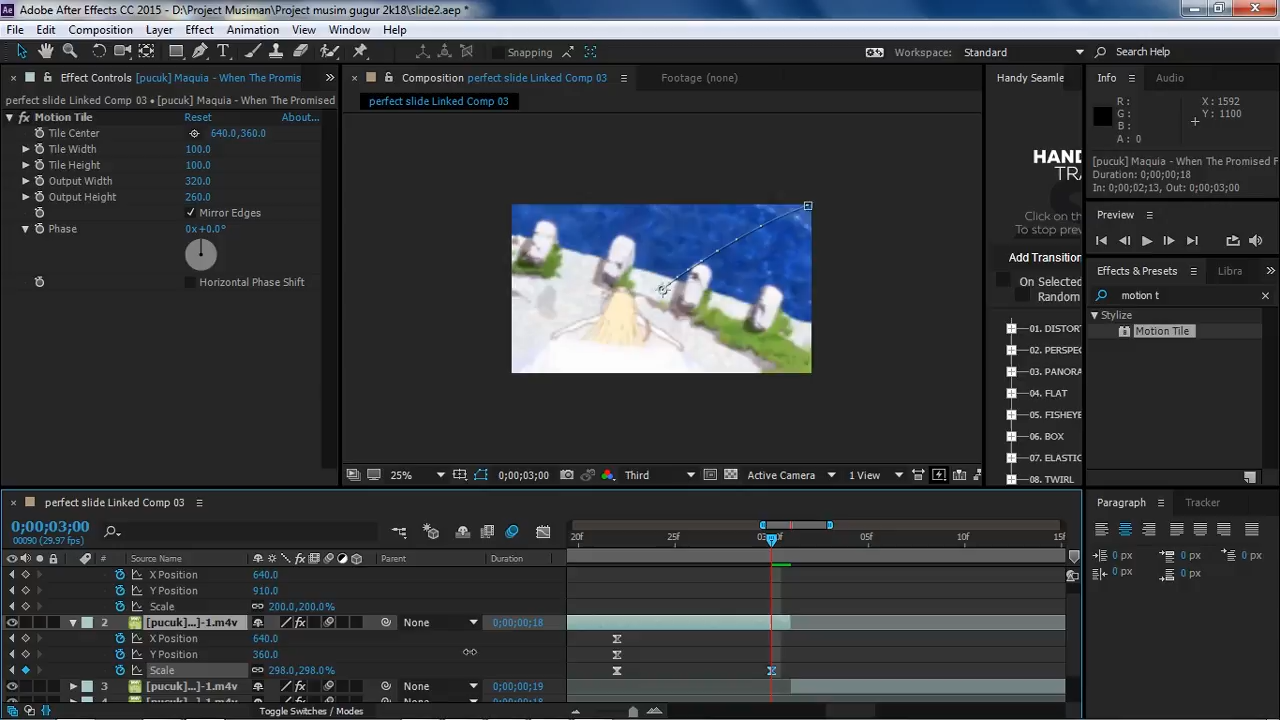 Adobe After Effects CC 2015 - D:\Project Musiman\Project musim gugur 2k18\slide2.aep *
File Edit Composition Layer Effect Animation View Window Help
Snapping Workspace: Standard Search Help
Effect Controls [pucuk] Maquia - When The Promis Composition perfect slide Linked Comp 03 Footage (none) Handy Seamle Info Audio
perfect slide Linked Comp 03 • [pucuk] Maquia - When The Promised perfect slide Linked Comp 03
fx Motion Tile Reset About...
Tile Center 640.0,360.0
Tile Width 100.0
Tile Height 100.0
Output Width 320.0
Output Height 260.0
Mirror Edges
Phase 0x+0.0°
Horizontal Phase Shift
25% 0;00;03;00 Third Active Camera 1 View
HAND
TRA
Click on the
To stop prev
Add Transition
On Selected
Random
01. DISTOR
02. PERSPE
03. PANORA
04. FLAT
05. FISHEYE
06. BOX
07. ELASTIC
08. TWIRL
R :
G :
B :
A : 0
X : 1592
Y : 1100
[pucuk] Maquia - When The Promised F
Duration: 0;00;00;18
In: 0;00;02;13, Out: 0;00;03;00
Preview
Effects & Presets Libra
motion t
Stylize
Motion Tile
Paragraph Tracker
0 px 0 px 0 px
0 px 0 px
perfect slide Linked Comp 03
0;00;03;00
00090 (29.97 fps)
20f 25f 03:00f 05f 10f 15f
# Source Name Parent Duration
X Position 640.0
Y Position 910.0
Scale 200.0,200.0%
2 [pucuk]...]-1.m4v None 0;00;00;18
X Position 640.0
Y Position 360.0
Scale 298.0,298.0%
3 [pucuk]...]-1.m4v None 0;00;00;19
Toggle Switches / Modes